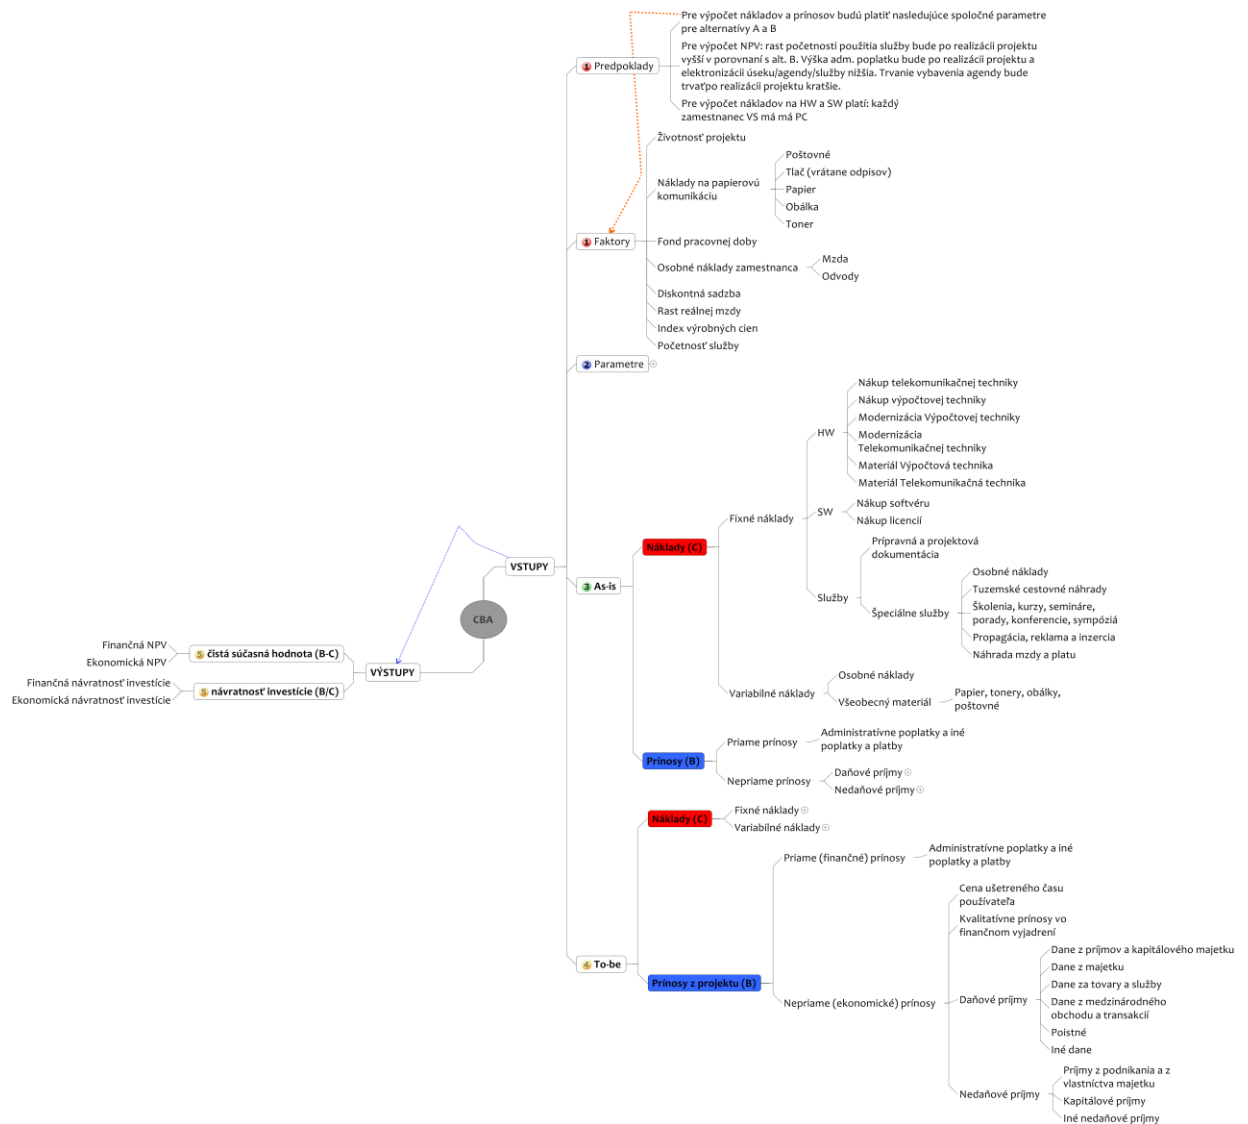 Pre výpočet nákladov a prínosov budú platiť nasledujúce spoločné parametre
pre alternatívy A a B
1 Predpoklady
Pre výpočet NPV: rast početnosti použitia služby bude po realizácii projektu
vyšší v porovnaní s alt. B. Výška adm. poplatku bude po realizácii projektu a
elektronizácii úseku/agendy/služby nižšia. Trvanie vybavenia agendy bude
trvaťpo realizácii projektu kratšie.
Pre výpočet nákladov na HW a SW platí: každý
zamestnanec VS má má PC
1 Faktory
Životnosť projektu
Náklady na papierovú
komunikáciu
Poštovné
Tlač (vrátane odpisov)
Papier
Obálka
Toner
Fond pracovnej doby
Osobné náklady zamestnanca
Mzda
Odvody
Diskontná sadzba
Rast reálnej mzdy
Index výrobných cien
Početnosť služby
2 Parametre
VSTUPY
3 As-is
Náklady (C)
Fixné náklady
HW
Nákup telekomunikačnej techniky
Nákup výpočtovej techniky
Modernizácia Výpočtovej techniky
Modernizácia
Telekomunikačnej techniky
Materiál Výpočtová technika
Materiál Telekomunikačná technika
SW
Nákup softvéru
Nákup licencií
Služby
Prípravná a projektová
dokumentácia
Špeciálne služby
Osobné náklady
Tuzemské cestovné náhrady
Školenia, kurzy, semináre,
porady, konferencie, sympóziá
Propagácia, reklama a inzercia
Náhrada mzdy a platu
Variabilné náklady
Osobné náklady
Všeobecný materiál
Papier, tonery, obálky,
poštovné
Prínosy (B)
Priame prínosy
Administratívne poplatky a iné
poplatky a platby
Nepriame prínosy
Daňové príjmy
Nedaňové príjmy
4 To-be
Náklady (C)
Fixné náklady
Variabilné náklady
Prínosy z projektu (B)
Priame (finančné) prínosy
Administratívne poplatky a iné
poplatky a platby
Nepriame (ekonomické) prínosy
Cena ušetreného času
používateľa
Kvalitatívne prínosy vo
finančnom vyjadrení
Daňové príjmy
Dane z príjmov a kapitálového majetku
Dane z majetku
Dane za tovary a služby
Dane z medzinárodného
obchodu a transakcií
Poistné
Iné dane
Nedaňové príjmy
Príjmy z podnikania a z
vlastníctva majetku
Kapitálové príjmy
Iné nedaňové príjmy
CBA
VÝSTUPY
5 čistá súčasná hodnota (B-C)
Finančná NPV
Ekonomická NPV
5 návratnosť investície (B/C)
Finančná návratnosť investície
Ekonomická návratnosť investície